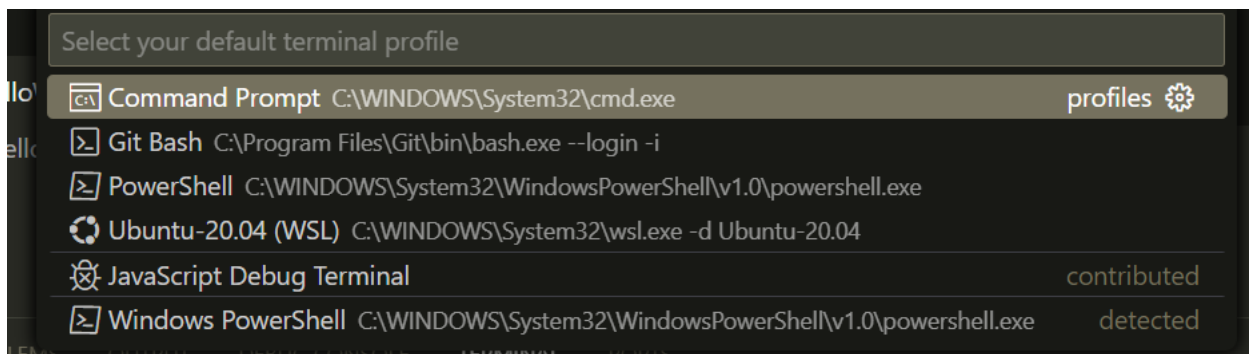 Select your default terminal profile
Command Prompt C:\WINDOWS\System32\cmd.exe profiles
Git Bash C:\Program Files\Git\bin\bash.exe --login -i
PowerShell C:\WINDOWS\System32\WindowsPowerShell\v1.0\powershell.exe
Ubuntu-20.04 (WSL) C:\WINDOWS\System32\wsl.exe -d Ubuntu-20.04
JavaScript Debug Terminal contributed
Windows PowerShell C:\WINDOWS\System32\WindowsPowerShell\v1.0\powershell.exe detected